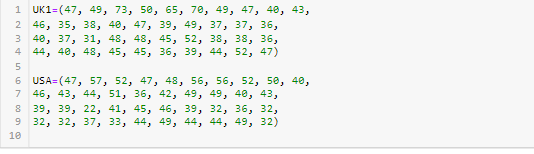 1 UK1=(47, 49, 73, 50, 65, 70, 49, 47, 40, 43,
2 46, 35, 38, 40, 47, 39, 49, 37, 37, 36,
3 40, 37, 31, 48, 48, 45, 52, 38, 38, 36,
4 44, 40, 48, 45, 45, 36, 39, 44, 52, 47)
5
6 USA=(47, 57, 52, 47, 48, 56, 56, 52, 50, 40,
7 46, 43, 44, 51, 36, 42, 49, 49, 40, 43,
8 39, 39, 22, 41, 45, 46, 39, 32, 36, 32,
9 32, 32, 37, 33, 44, 49, 44, 44, 49, 32)
10